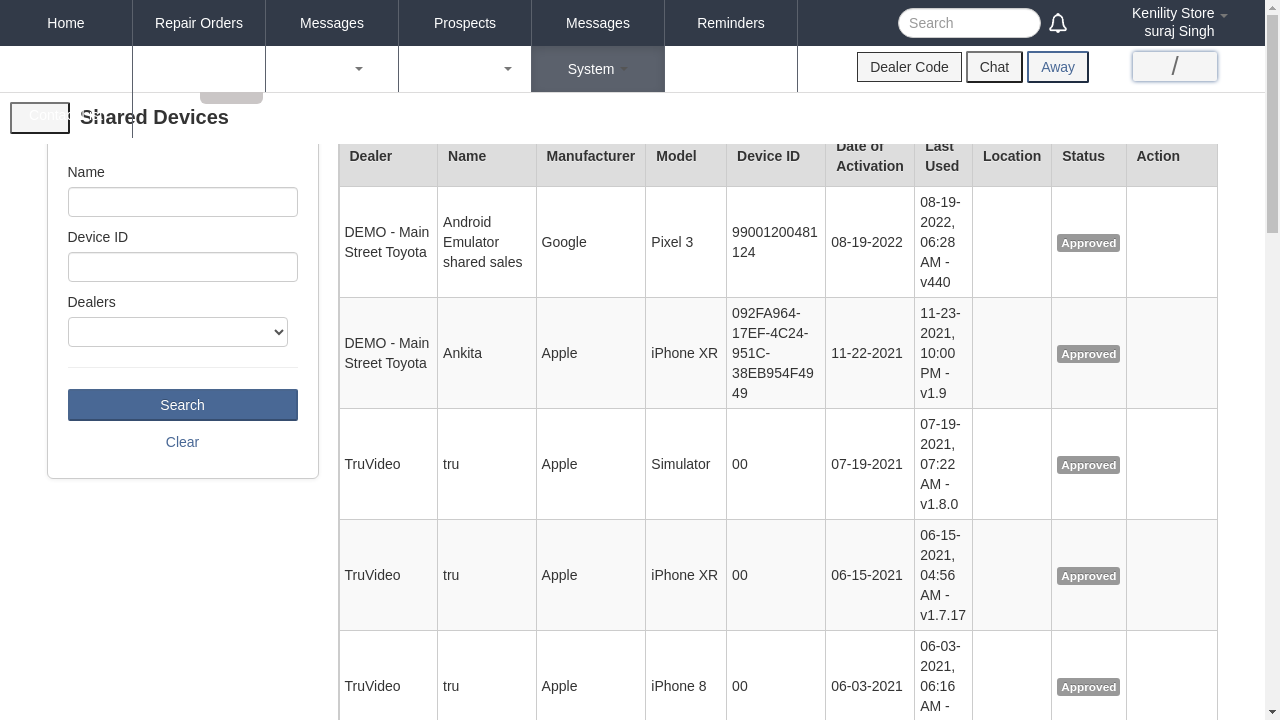 Home
Repair Orders
Messages
Prospects
Messages
Reminders
Search
Kenility Store
suraj Singh
System
Dealer Code
Chat
Away
/
Contact Us
Shared Devices
Name
Device ID
Dealers
Search
Clear
Dealer
Name
Manufacturer
Model
Device ID
Date of
Activation
Last
Used
Location
Status
Action
DEMO - Main
Street Toyota
Android
Emulator
shared sales
Google
Pixel 3
99001200481
124
08-19-2022
08-19-
2022,
06:28
AM -
v440
Approved
DEMO - Main
Street Toyota
Ankita
Apple
iPhone XR
092FA964-
17EF-4C24-
951C-
38EB954F49
49
11-22-2021
11-23-
2021,
10:00
PM -
v1.9
Approved
TruVideo
tru
Apple
Simulator
00
07-19-2021
07-19-
2021,
07:22
AM -
v1.8.0
Approved
TruVideo
tru
Apple
iPhone XR
00
06-15-2021
06-15-
2021,
04:56
AM -
v1.7.17
Approved
TruVideo
tru
Apple
iPhone 8
00
06-03-2021
06-03-
2021,
06:16
AM -
Approved